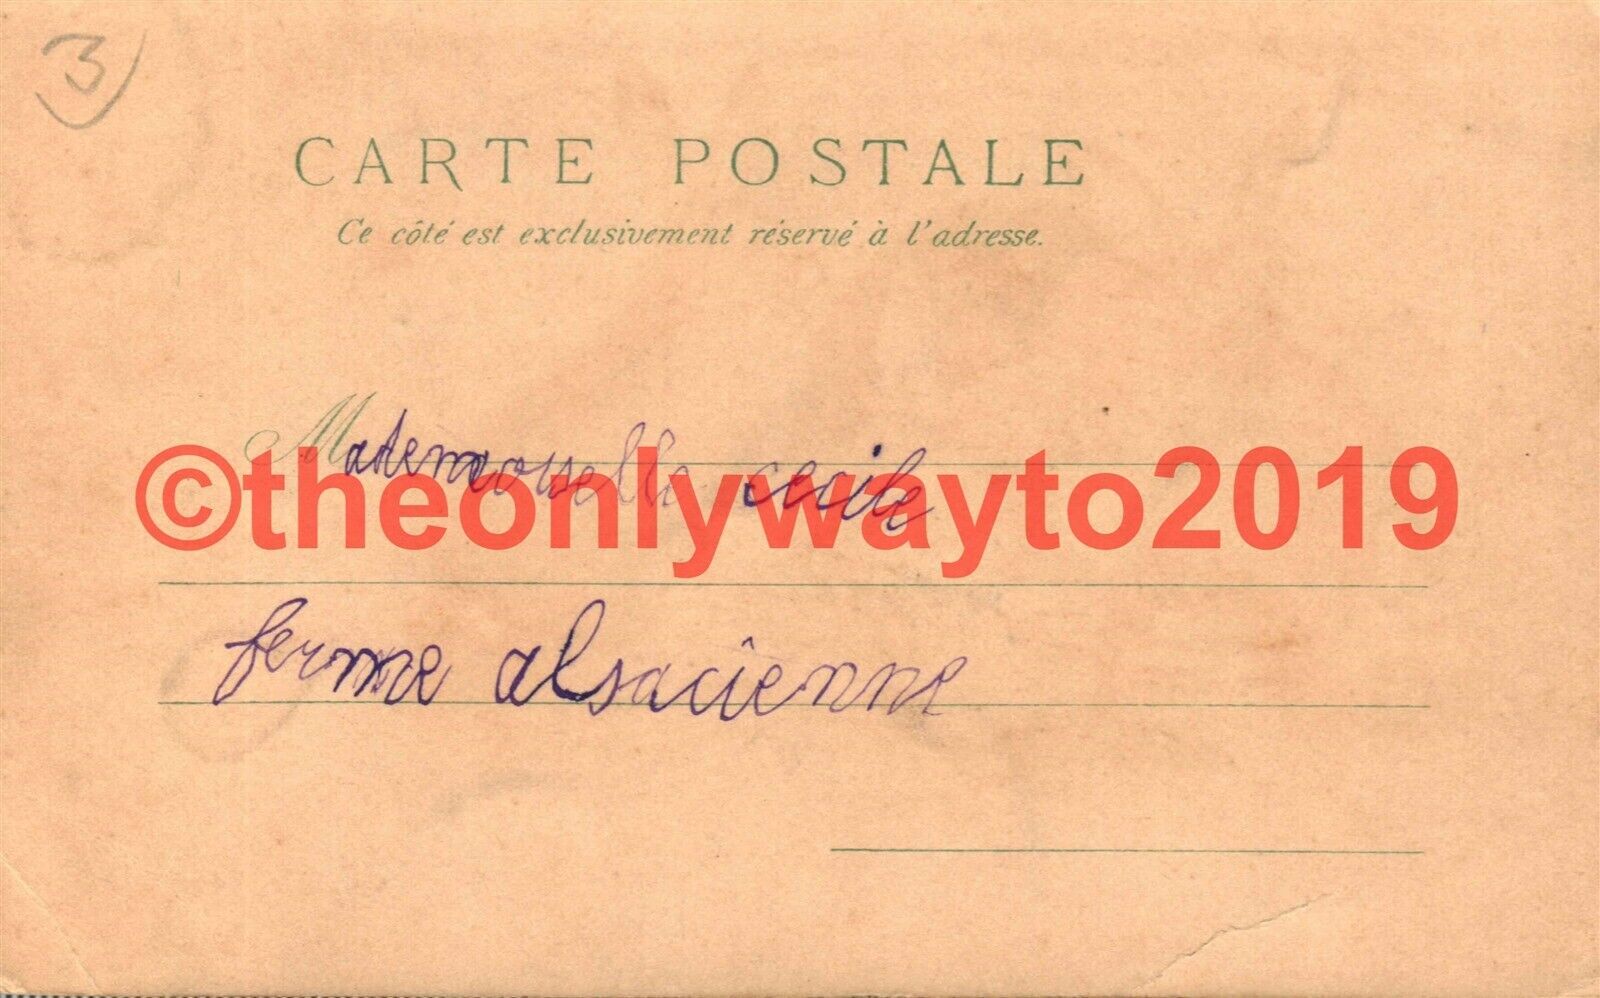 3
CARTE POSTALE
Ce côté est exclusivement réservé à l'adresse.
Mademoiselle cecile
©theonlywayto2019
ferme alsacienne